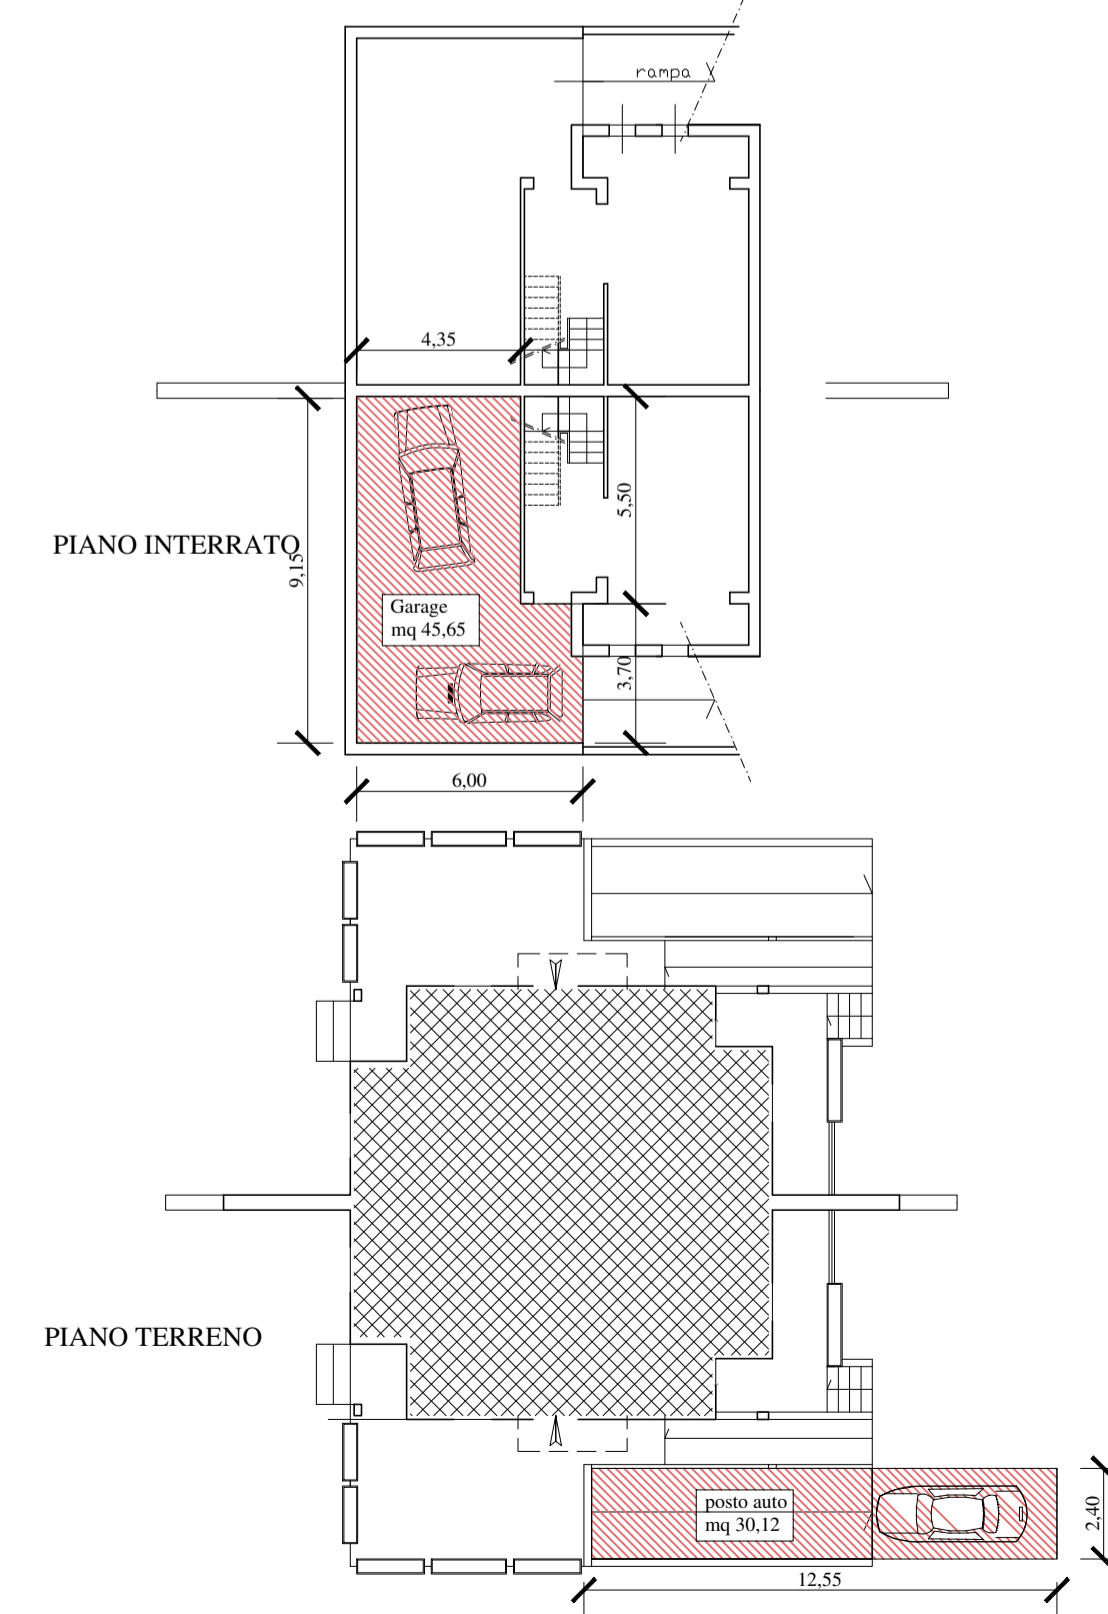 rampa
4,35
5,50
PIANO INTERRATO
9,15
Garage
mq 45,65
3,70
6,00
PIANO TERRENO
posto auto
mq 30,12
2,40
12,55